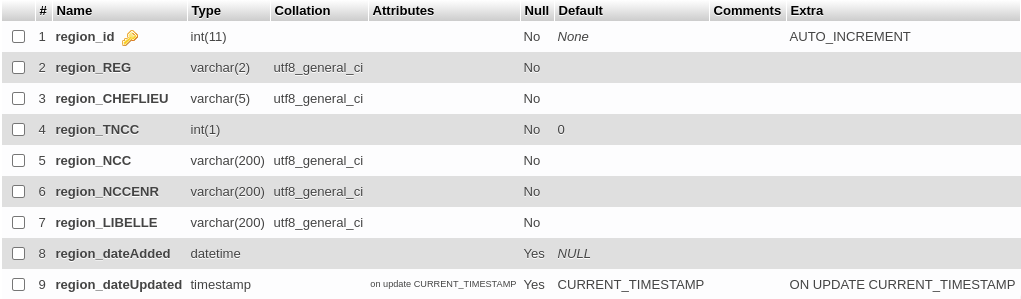 # Name Type Collation Attributes Null Default Comments Extra
1 region_id int(11) No None AUTO_INCREMENT
2 region_REG varchar(2) utf8_general_ci No
3 region_CHEFLIEU varchar(5) utf8_general_ci No
4 region_TNCC int(1) No 0
5 region_NCC varchar(200) utf8_general_ci No
6 region_NCCENR varchar(200) utf8_general_ci No
7 region_LIBELLE varchar(200) utf8_general_ci No
8 region_dateAdded datetime Yes NULL
9 region_dateUpdated timestamp on update CURRENT_TIMESTAMP Yes CURRENT_TIMESTAMP ON UPDATE CURRENT_TIMESTAMP